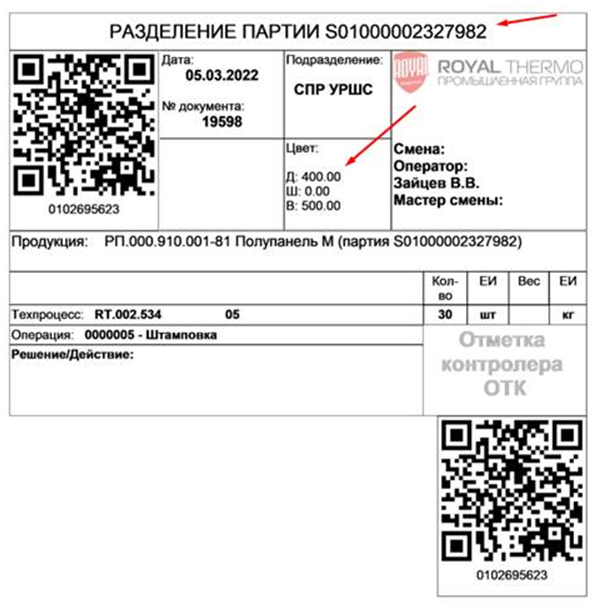 РАЗДЕЛЕНИЕ ПАРТИИ S01000002327982
0102695623
Дата:
05.03.2022
№ документа:
19598
Подразделение:
СПР УРШС
Цвет:
Д: 400.00
Ш: 0.00
В: 500.00
ROYAL
ROYAL THERMO
ПРОМЫШЛЕННАЯ ГРУППА
Смена:
Оператор:
Зайцев В.В.
Мастер смены:
Продукция: РП.000.910.001-81 Полупанель М (партия S01000002327982)
Кол-
во
ЕИ
Вес
ЕИ
Техпроцесс: RT.002.534 05
30 шт кг
Операция: 0000005 - Штамповка
Решение/Действие:
Отметка
контролера
ОТК
0102695623